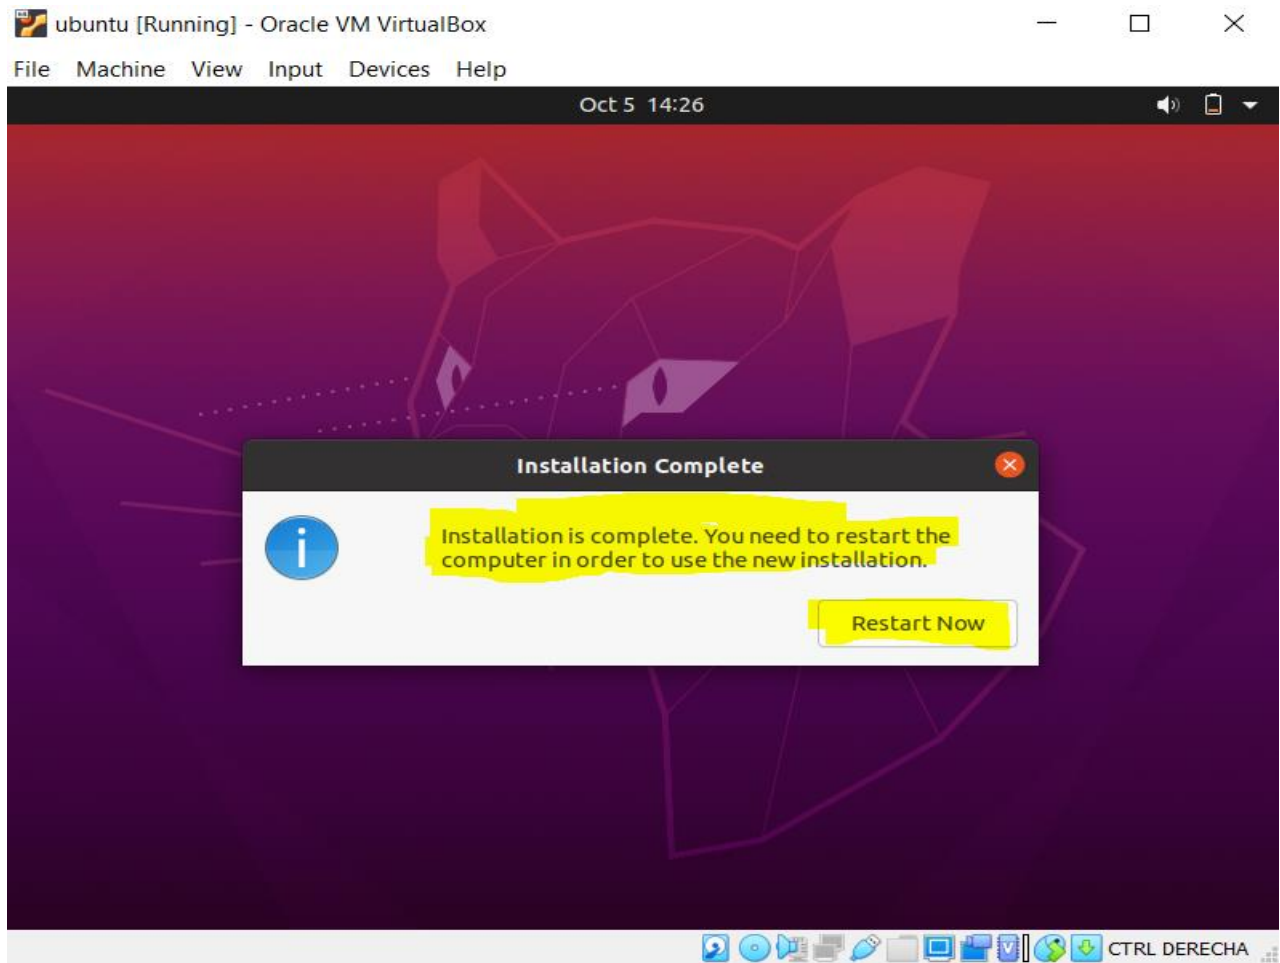 ubuntu [Running] - Oracle VM VirtualBox
File Machine View Input Devices Help
Oct 5 14:26
Installation Complete
Installation is complete. You need to restart the
computer in order to use the new installation.
Restart Now
CTRL DERECHA